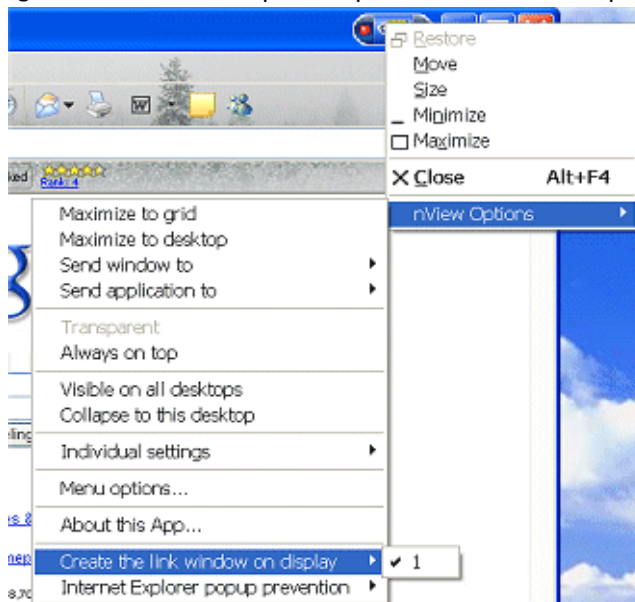 Restore
Move
Size
Minimize
Maximize
Close Alt+F4
nView Options
ked
Rank: 4
Maximize to grid
Maximize to desktop
Send window to
Send application to
Transparent
Always on top
Visible on all desktops
Collapse to this desktop
eling
Individual settings
Menu options...
About this App...
Create the link window on display
1
Internet Explorer popup prevention